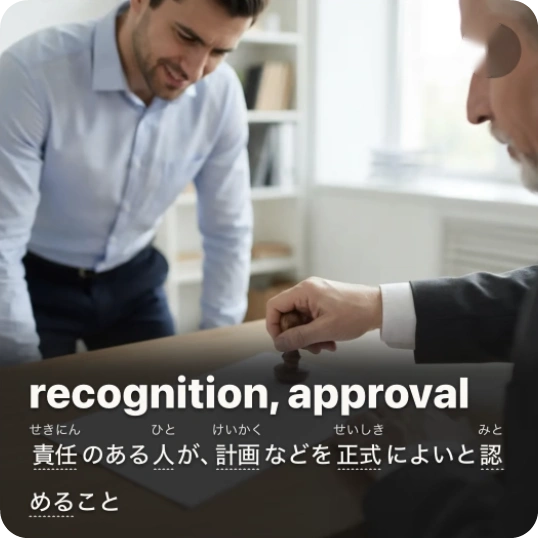 recognition, approval
せきにん ひと けいかく せいしき みと
責任のある人が、計画などを正式によいと認
めること